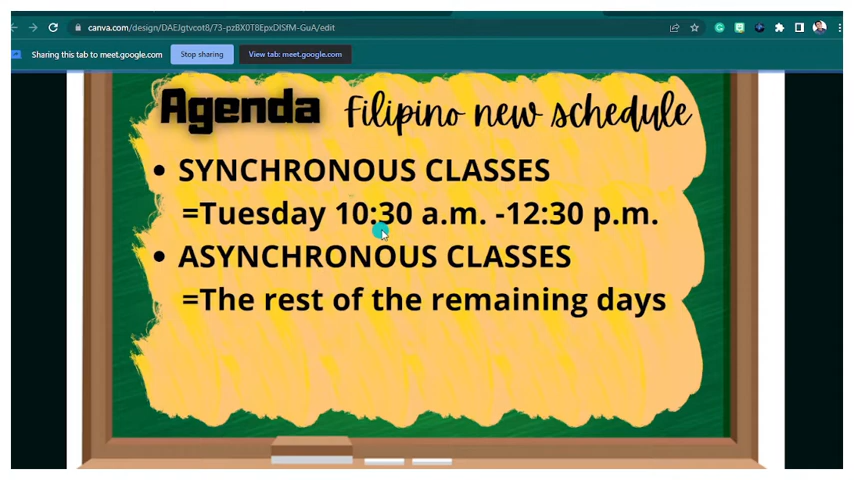 canva.com/design/DAEJgtvcot8/73-pzBX0T8EpxDlSfM-GuA/edit
Sharing this tab to meet.google.com
Stop sharing
View tab: meet.google.com
Agenda Filipino new schedule
• SYNCHRONOUS CLASSES
=Tuesday 10:30 a.m. -12:30 p.m.
• ASYNCHRONOUS CLASSES
=The rest of the remaining days